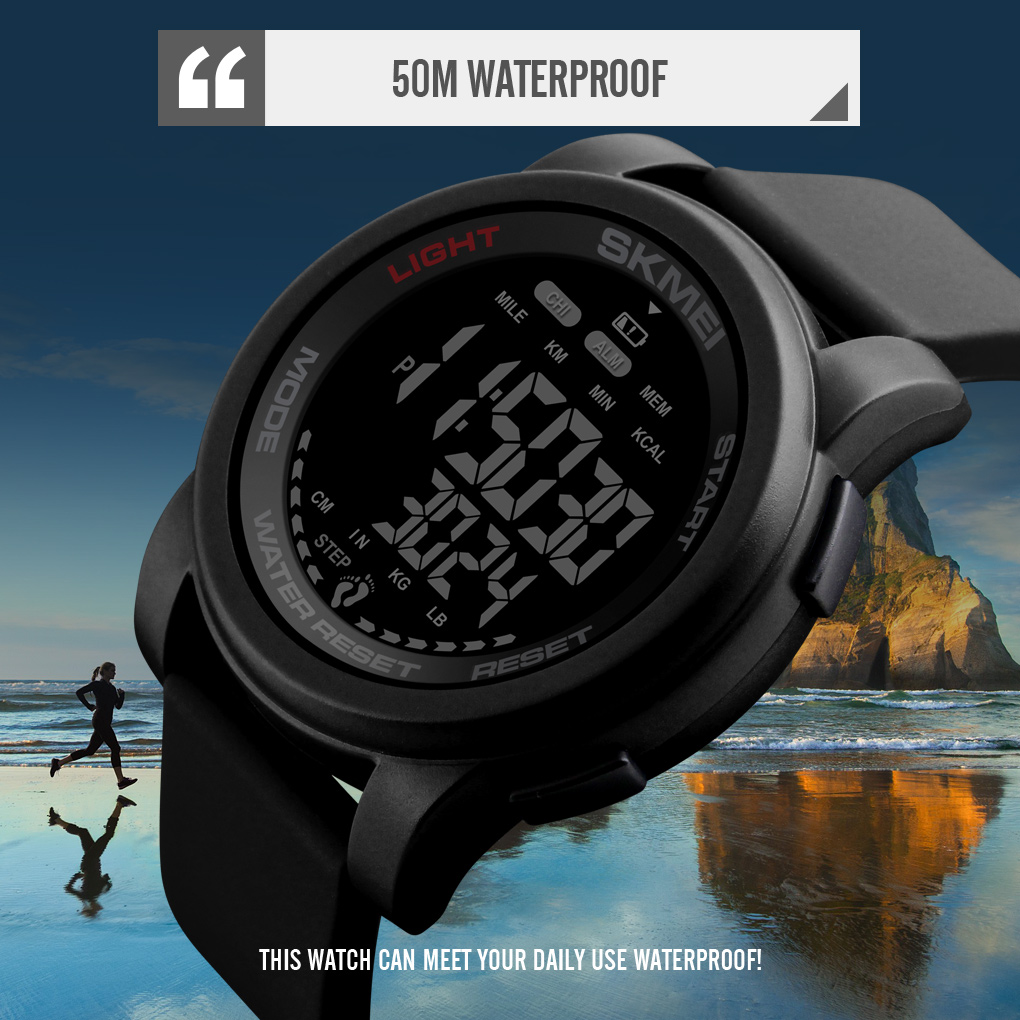 50M WATERPROOF
LIGHT
SKMEI
MODE
START
MILE
CHI
KM
ALM
MIN
MEM
KCAL
P
CM
IN
STEP
KG
LB
WATER RESET
RESET
THIS WATCH CAN MEET YOUR DAILY USE WATERPROOF!